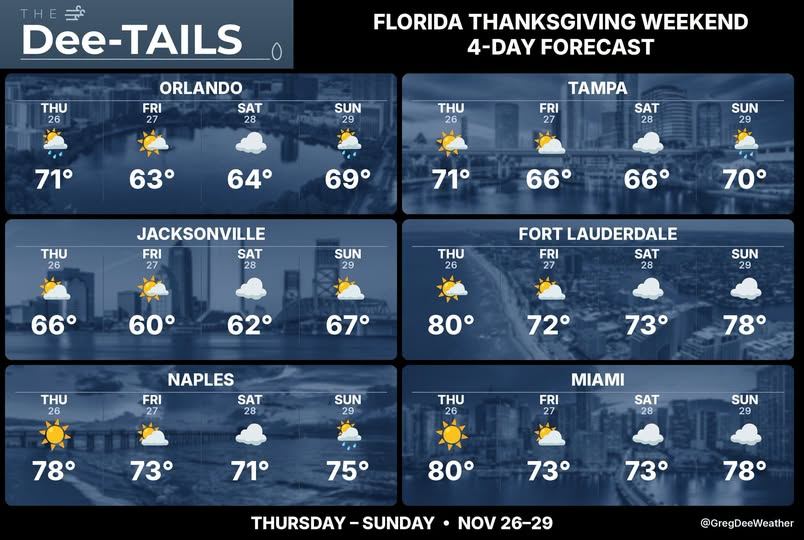 THE
Dee-TAILS
FLORIDA THANKSGIVING WEEKEND
4-DAY FORECAST
ORLANDO
THU FRI SAT SUN
26 27 28 29
71° 63° 64° 69°
TAMPA
THU FRI SAT SUN
26 27 28 29
71° 66° 66° 70°
JACKSONVILLE
THU FRI SAT SUN
26 27 28 29
66° 60° 62° 67°
FORT LAUDERDALE
THU FRI SAT SUN
26 27 28 29
80° 72° 73° 78°
NAPLES
THU FRI SAT SUN
26 27 28 29
78° 73° 71° 75°
MIAMI
THU FRI SAT SUN
26 27 28 29
80° 73° 73° 78°
THURSDAY – SUNDAY • NOV 26–29
@GregDeeWeather